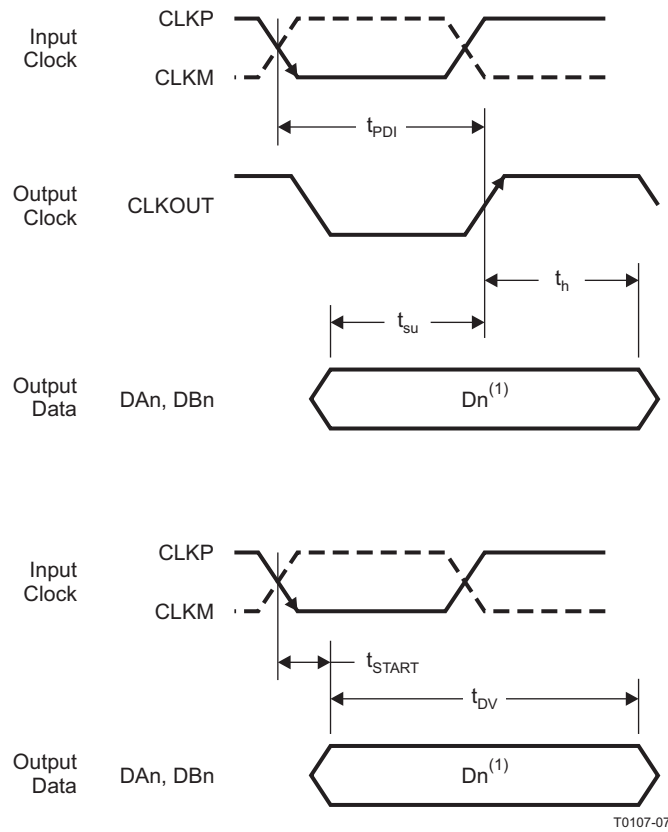 Input
Clock
CLKP
CLKM
tPDI
Output
Clock
CLKOUT
th
tsu
Output
Data
DAn, DBn
Dn(1)
Input
Clock
CLKP
CLKM
tSTART
tDV
Output
Data
DAn, DBn
Dn(1)
T0107-07